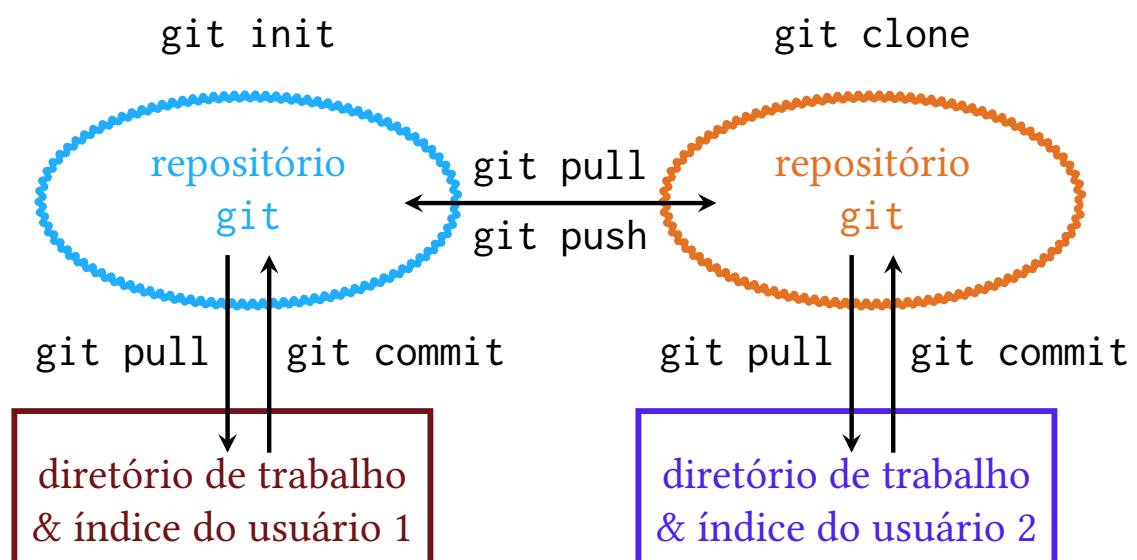 git init
git clone
repositório
git
git pull
git push
repositório
git
git pull
git commit
git pull
git commit
diretório de trabalho
& índice do usuário 1
diretório de trabalho
& índice do usuário 2